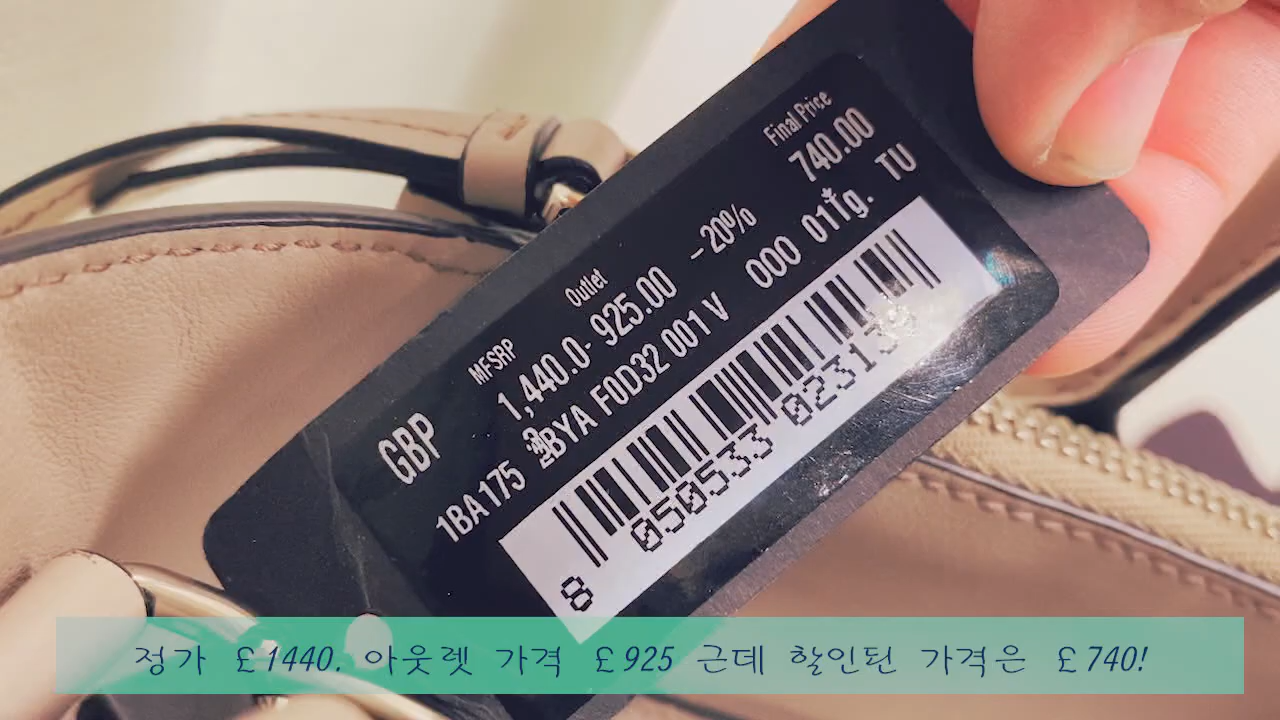 MFSRP Outlet Final Price
GBP 1,440.0- 925.00 -20% 740.00
1BA175 BYA F0D32 001 V 000 01 g. TU
8 050533
정가 £1440. 아웃렛 가격 £925 근데 할인된 가격은 £740!